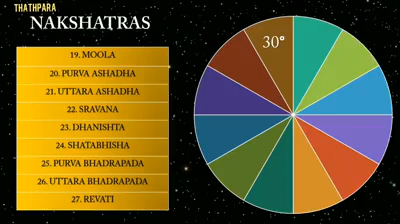 THATHPARA
NAKSHATRAS
19. MOOLA
20. PURVA ASHADHA
21. UTTARA ASHADHA
22. SRAVANA
23. DHANISHTA
24. SHATABHISHA
25. PURVA BHADRAPADA
26. UTTARA BHADRAPADA
27. REVATI
30°